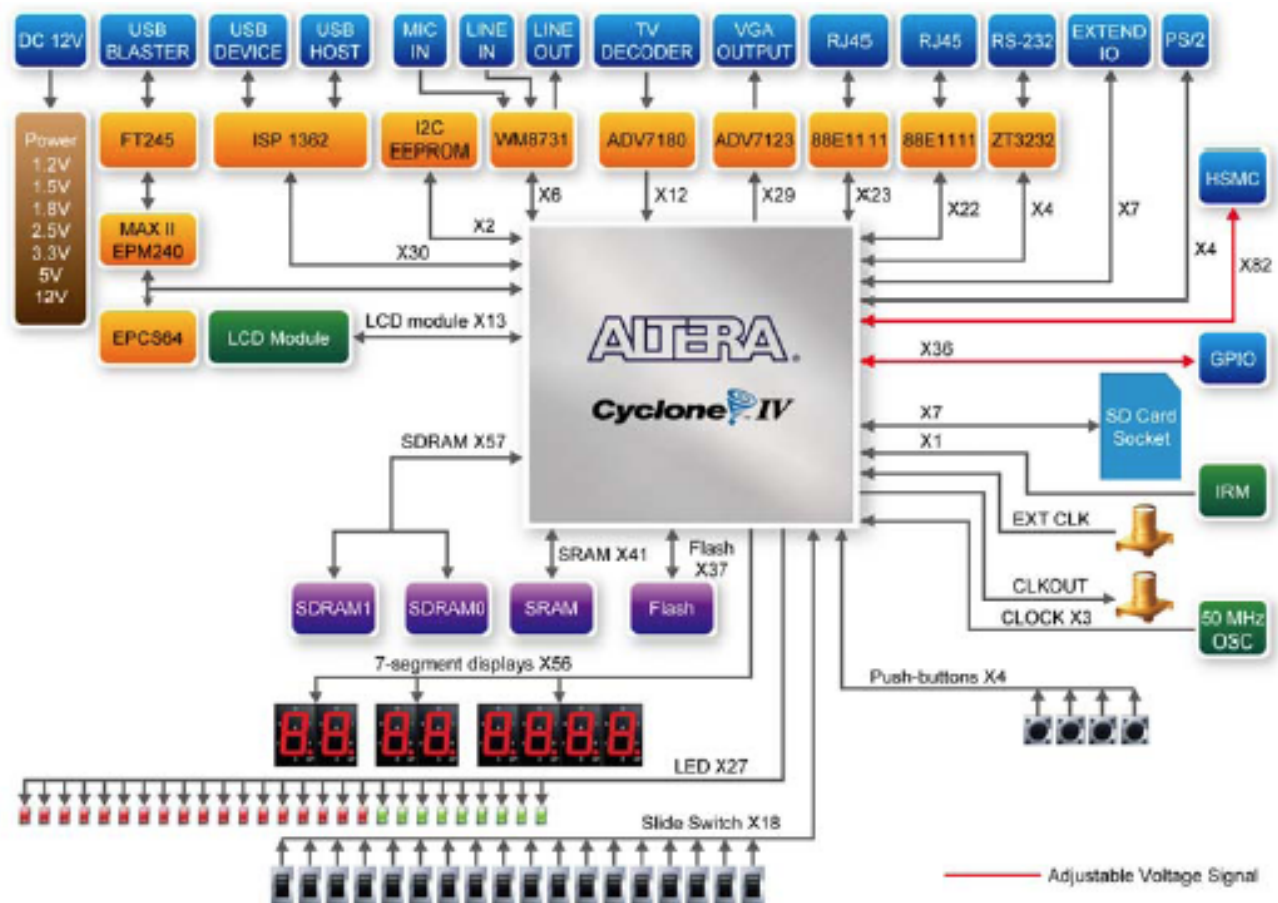 DC 12V
USB
BLASTER
USB
DEVICE
USB
HOST
MIC
IN
LINE
IN
LINE
OUT
TV
DECODER
VGA
OUTPUT
RJ45
RJ45
RS-232
EXTEND
IO
PS/2
Power
1.2V
1.5V
1.8V
2.5V
3.3V
5V
12V
FT245
ISP 1362
I2C
EEPROM
WM8731
ADV7180
ADV7123
88E1111
88E1111
ZT3232
HSMC
X6
X12
X29
X23
X22
X4
X7
X4
X82
X2
X30
MAX II
EPM240
EPCS64
LCD Module
LCD module X13
ALTERA
Cyclone IV
X36
GPIO
X7
SD Card
Socket
X1
IRM
SDRAM X57
EXT CLK
SRAM X41
Flash
X37
CLKOUT
CLOCK X3
50 MHz
OSC
SDRAM1
SDRAM0
SRAM
Flash
7-segment displays X56
Push-buttons X4
LED X27
Slide Switch X18
Adjustable Voltage Signal